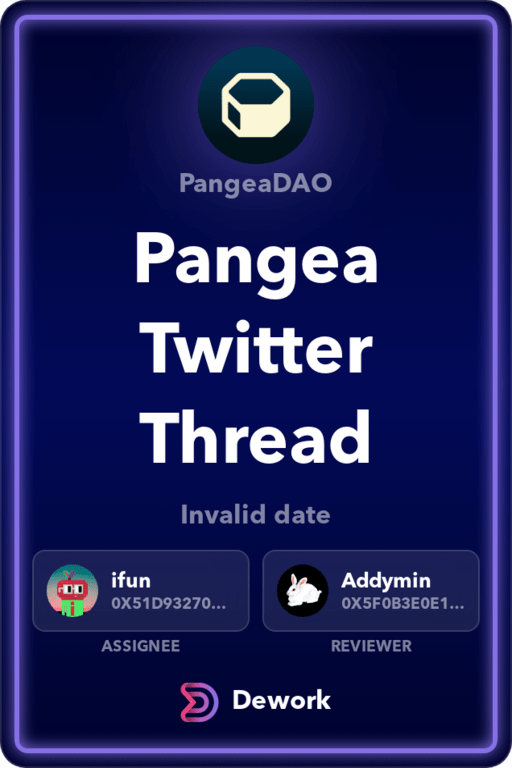 PangeaDAO
Pangea
Twitter
Thread
Invalid date
ifun
0X51D93270...
ASSIGNEE
Addymin
0X5F0B3E0E1...
REVIEWER
Dework